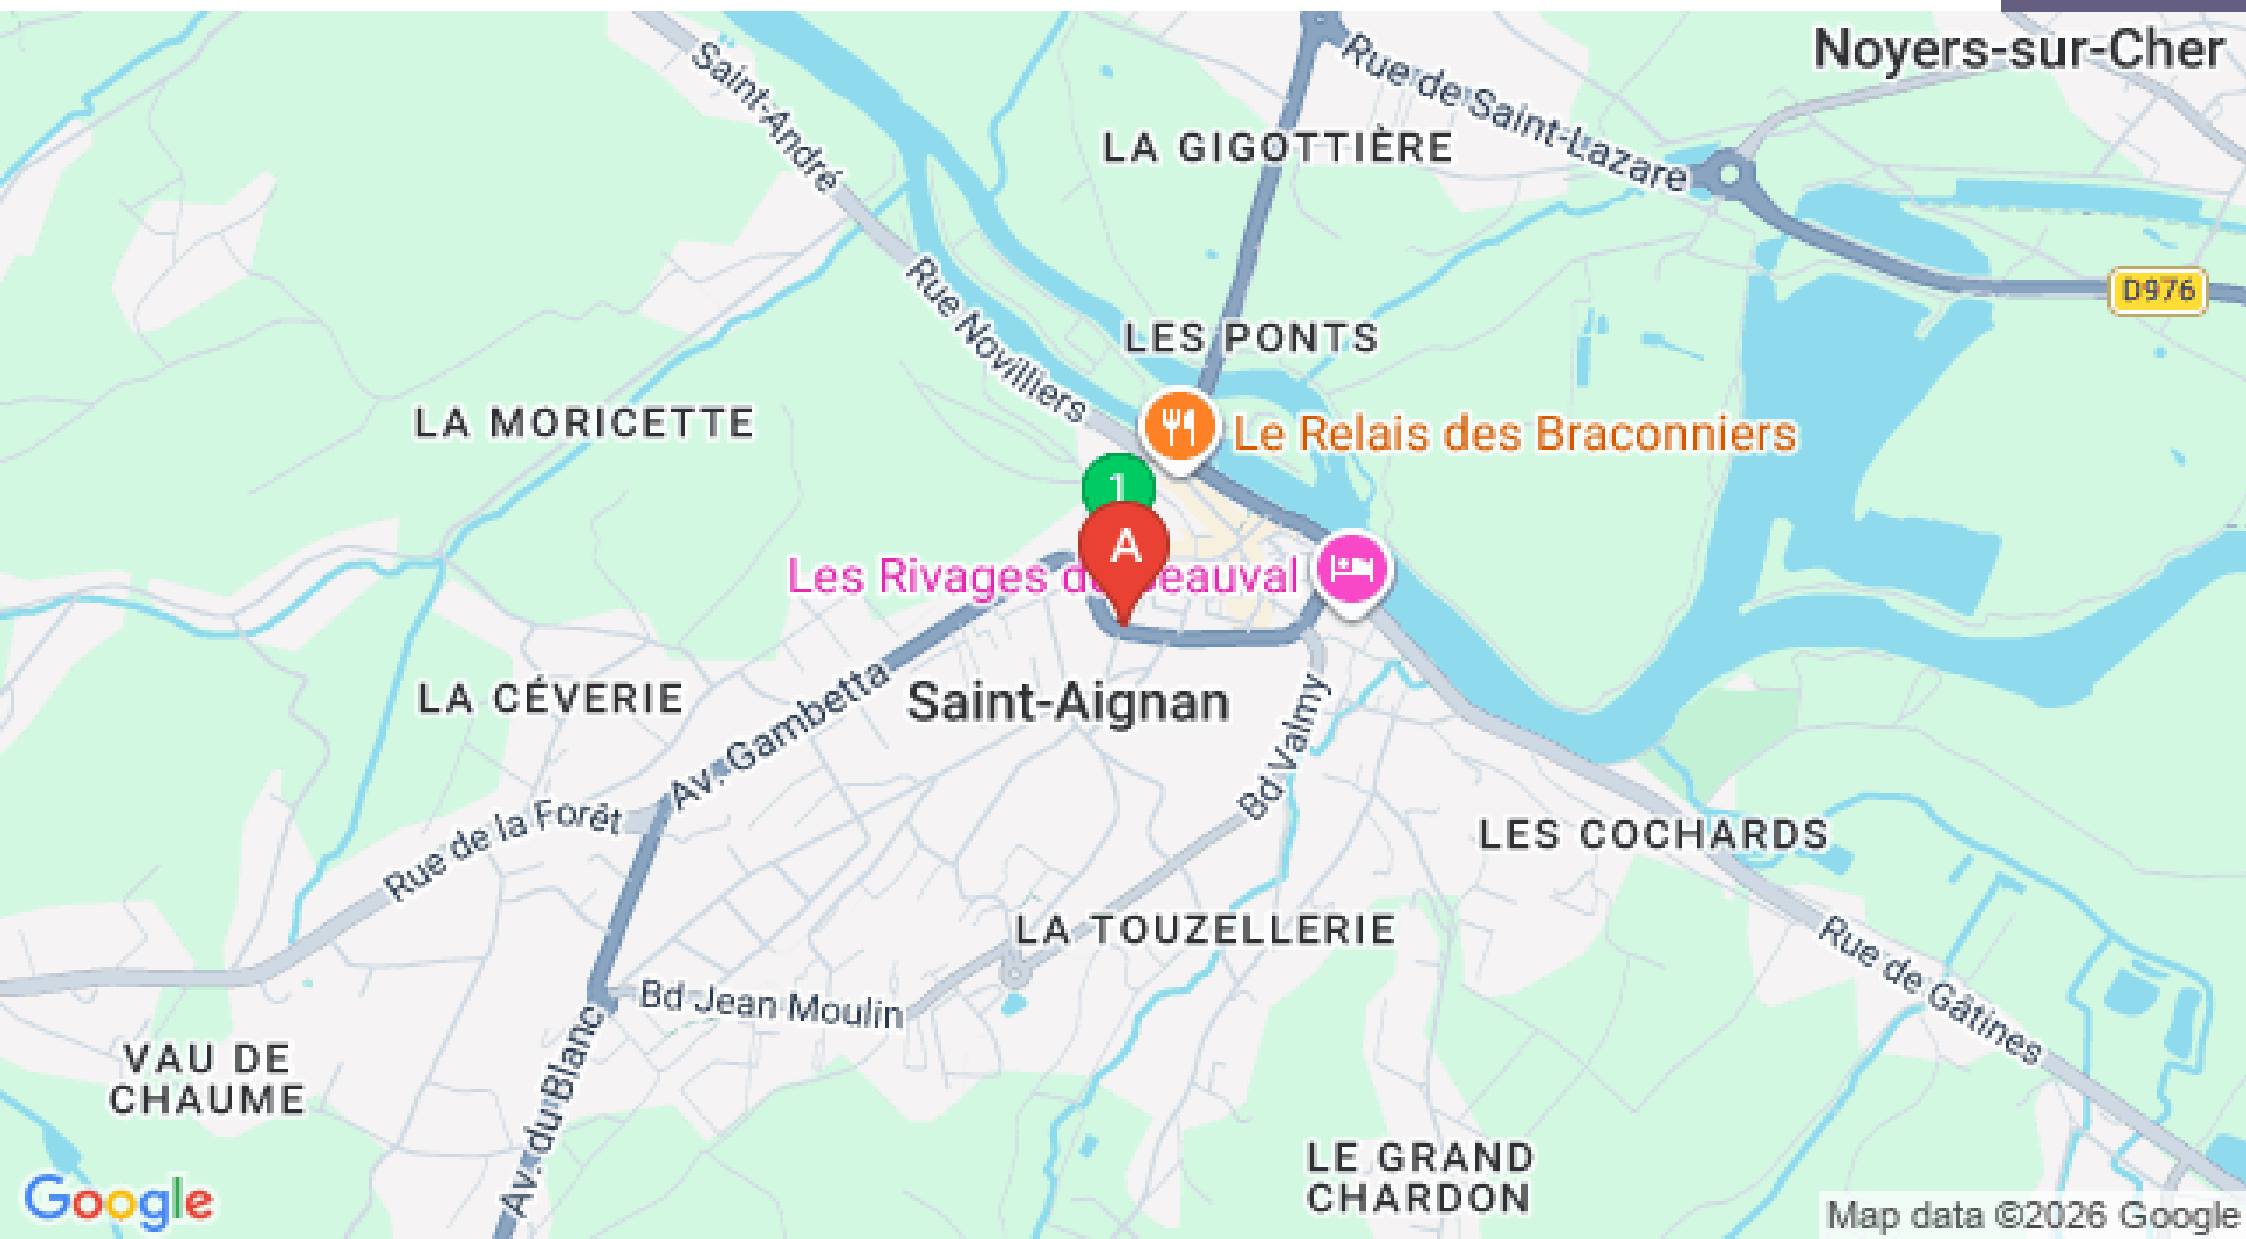 Noyers-sur-Cher
Saint-André
Rue de Saint-Lazare
LA GIGOTTIÈRE
D976
Rue Novilliers
LES PONTS
LA MORICETTE
Le Relais des Braconniers
1
A
Les Rivages de Beauval
LA CÉVERIE
Saint-Aignan
Av. Gambetta
Bd Valmy
Rue de la Forêt
LES COCHARDS
LA TOUZELLERIE
Rue de Gâtines
Bd Jean Moulin
Av. du Blanc
VAU DE
CHAUME
LE GRAND
CHARDON
Google
Map data ©2026 Google